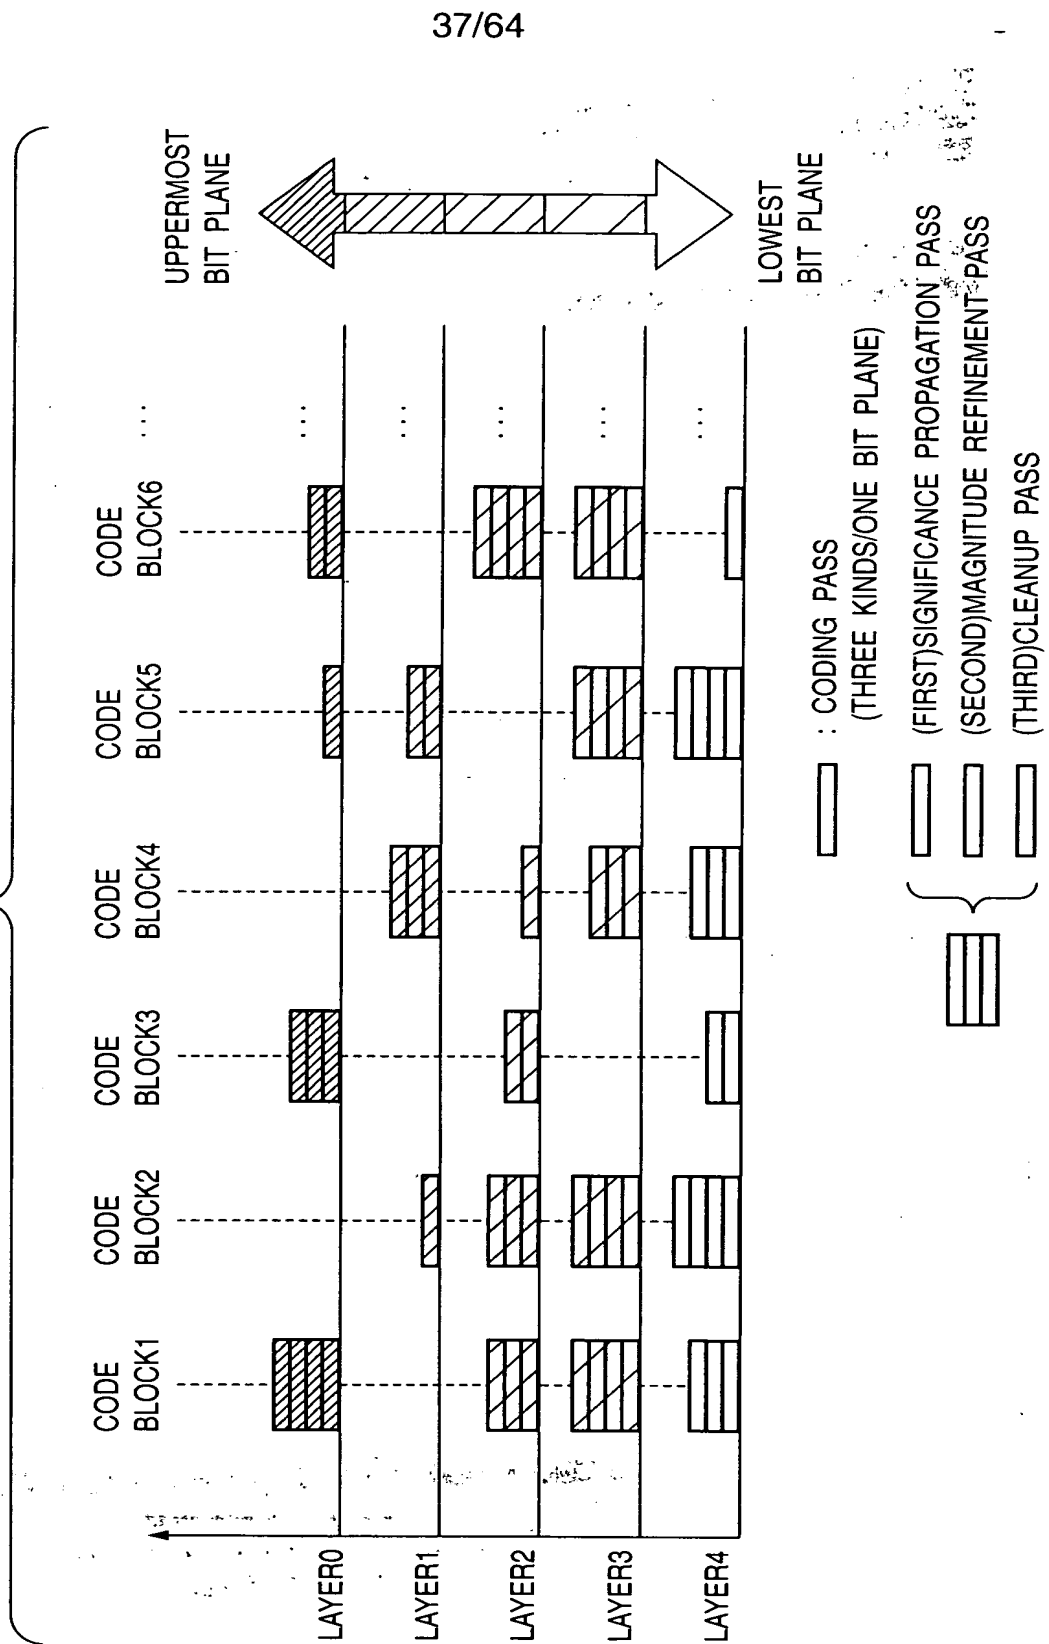 37/64
CODE
BLOCK1
CODE
BLOCK2
CODE
BLOCK3
CODE
BLOCK4
CODE
BLOCK5
CODE
BLOCK6
...
UPPERMOST
BIT PLANE
LAYER0
...
LAYER1
...
LAYER2
...
LAYER3
...
LAYER4
...
LOWEST
BIT PLANE
: CODING PASS
(THREE KINDS/ONE BIT PLANE)
(FIRST)SIGNIFICANCE PROPAGATION PASS
(SECOND)MAGNITUDE REFINEMENT PASS
(THIRD)CLEANUP PASS